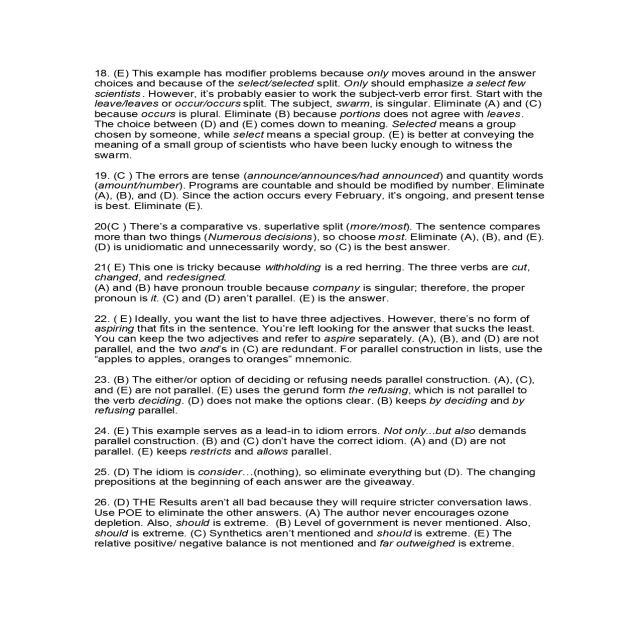 18. (E) This example has modifier problems because only moves around in the answer
choices and because of the select/selected split. Only should emphasize a select few
scientists. However, it's probably easier to work the subject-verb error first. Start with the
leave/leaves or occur/occurs split. The subject, swarm, is singular. Eliminate (A) and (C)
because occurs is plural. Eliminate (B) because portions does not agree with leaves.
The choice between (D) and (E) comes down to meaning. Selected means a group
chosen by someone, while select means a special group. (E) is better at conveying the
meaning of a small group of scientists who have been lucky enough to witness the
swarm.
19. (C ) The errors are tense (announce/announces/had announced) and quantity words
(amount/number). Programs are countable and should be modified by number. Eliminate
(A), (B), and (D). Since the action occurs every February, it's ongoing, and present tense
is best. Eliminate (E).
20(C ) There's a comparative vs. superlative split (more/most). The sentence compares
more than two things (Numerous decisions), so choose most. Eliminate (A), (B), and (E).
(D) is unidiomatic and unnecessarily wordy, so (C) is the best answer.
21( E) This one is tricky because withholding is a red herring. The three verbs are cut,
changed, and redesigned.
(A) and (B) have pronoun trouble because company is singular; therefore, the proper
pronoun is it. (C) and (D) aren't parallel. (E) is the answer.
22. ( E) Ideally, you want the list to have three adjectives. However, there's no form of
aspiring that fits in the sentence. You're left looking for the answer that sucks the least.
You can keep the two adjectives and refer to aspire separately. (A), (B), and (D) are not
parallel, and the two and's in (C) are redundant. For parallel construction in lists, use the
"apples to apples, oranges to oranges" mnemonic.
23. (B) The either/or option of deciding or refusing needs parallel construction. (A), (C),
and (E) are not parallel. (E) uses the gerund form the refusing, which is not parallel to
the verb deciding. (D) does not make the options clear. (B) keeps by deciding and by
refusing parallel.
24. (E) This example serves as a lead-in to idiom errors. Not only...but also demands
parallel construction. (B) and (C) don't have the correct idiom. (A) and (D) are not
parallel. (E) keeps restricts and allows parallel.
25. (D) The idiom is consider...(nothing), so eliminate everything but (D). The changing
prepositions at the beginning of each answer are the giveaway.
26. (D) THE Results aren't all bad because they will require stricter conversation laws.
Use POE to eliminate the other answers. (A) The author never encourages ozone
depletion. Also, should is extreme. (B) Level of government is never mentioned. Also,
should is extreme. (C) Synthetics aren't mentioned and should is extreme. (E) The
relative positive/ negative balance is not mentioned and far outweighed is extreme.